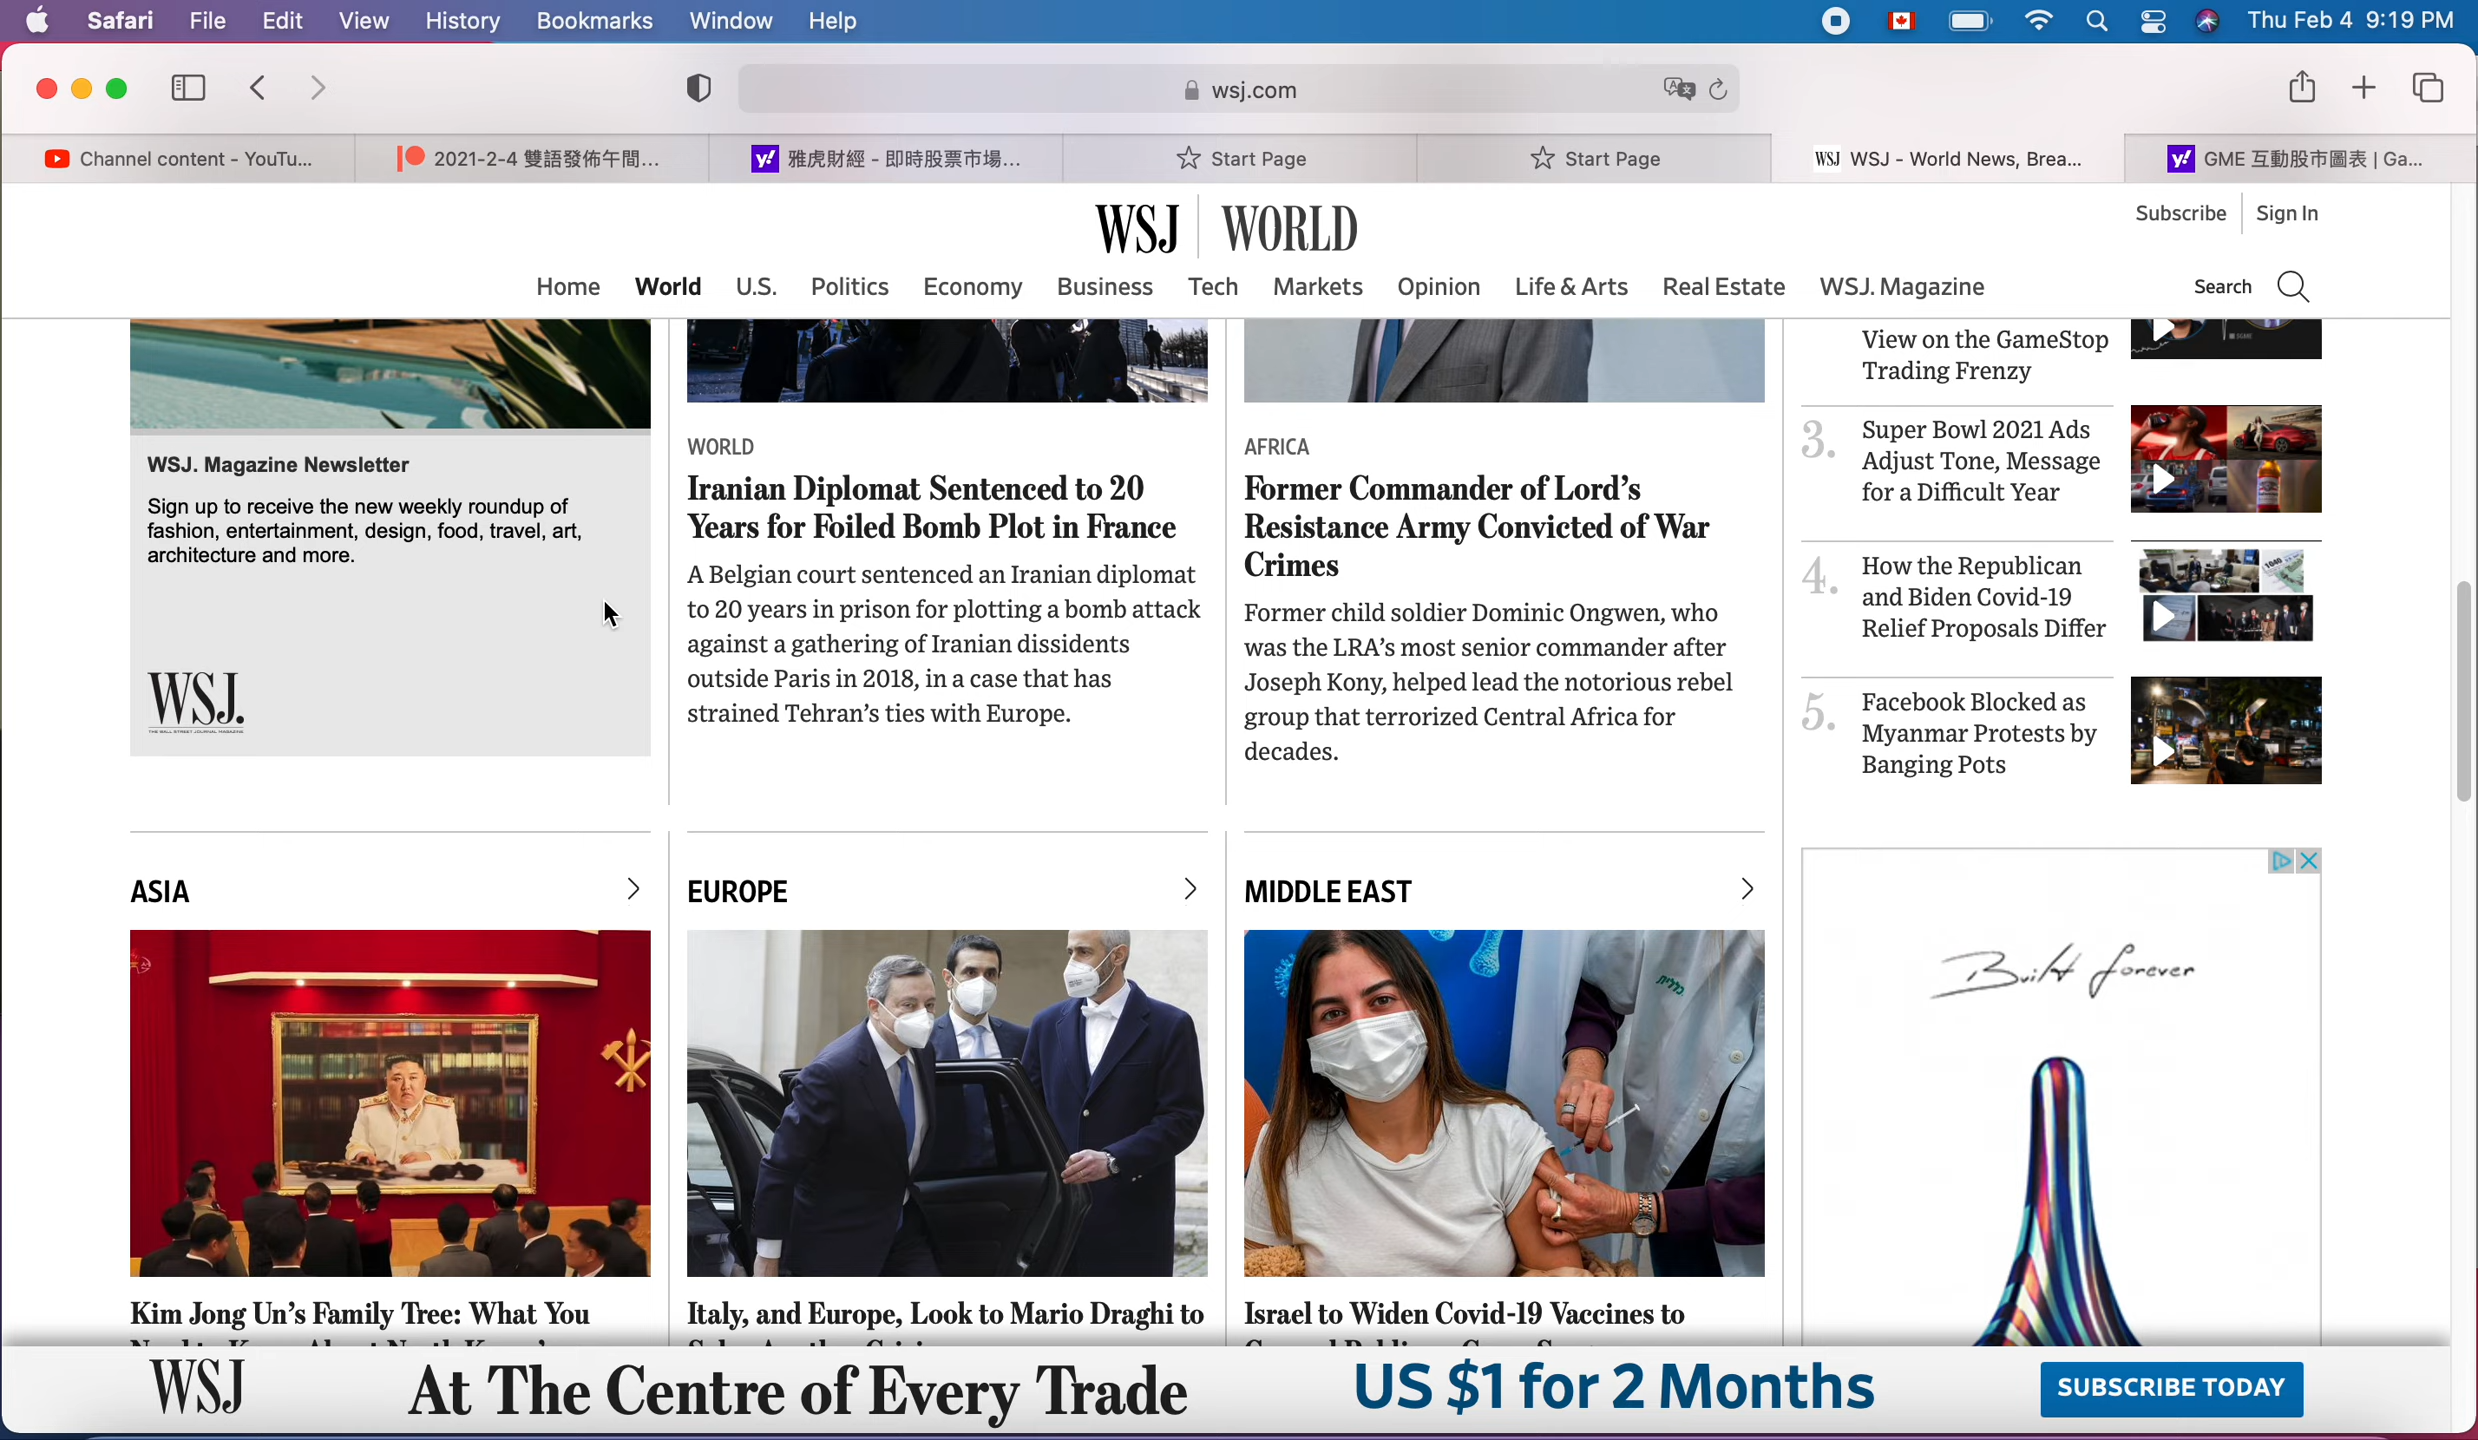 Safari File Edit View History Bookmarks Window Help
Thu Feb 4 9:19 PM
wsj.com
Channel content - YouTu...
2021-2-4 雙語發佈午間...
雅虎財經 - 即時股票市場...
Start Page
Start Page
WSJ WSJ - World News, Brea...
GME 互動股市圖表 | Ga...
WSJ WORLD
Subscribe Sign In
Home World U.S. Politics Economy Business Tech Markets Opinion Life & Arts Real Estate WSJ. Magazine
Search
WSJ. Magazine Newsletter
Sign up to receive the new weekly roundup of
fashion, entertainment, design, food, travel, art,
architecture and more.
WSJ.
THE WALL STREET JOURNAL MAGAZINE
WORLD
Iranian Diplomat Sentenced to 20
Years for Foiled Bomb Plot in France
A Belgian court sentenced an Iranian diplomat
to 20 years in prison for plotting a bomb attack
against a gathering of Iranian dissidents
outside Paris in 2018, in a case that has
strained Tehran's ties with Europe.
AFRICA
Former Commander of Lord's
Resistance Army Convicted of War
Crimes
Former child soldier Dominic Ongwen, who
was the LRA's most senior commander after
Joseph Kony, helped lead the notorious rebel
group that terrorized Central Africa for
decades.
View on the GameStop
Trading Frenzy
3. Super Bowl 2021 Ads
Adjust Tone, Message
for a Difficult Year
4. How the Republican
and Biden Covid-19
Relief Proposals Differ
1040
5. Facebook Blocked as
Myanmar Protests by
Banging Pots
ASIA
EUROPE
MIDDLE EAST
כללית
Built forever
Kim Jong Un's Family Tree: What You
Italy, and Europe, Look to Mario Draghi to
Israel to Widen Covid-19 Vaccines to
WSJ At The Centre of Every Trade US $1 for 2 Months SUBSCRIBE TODAY